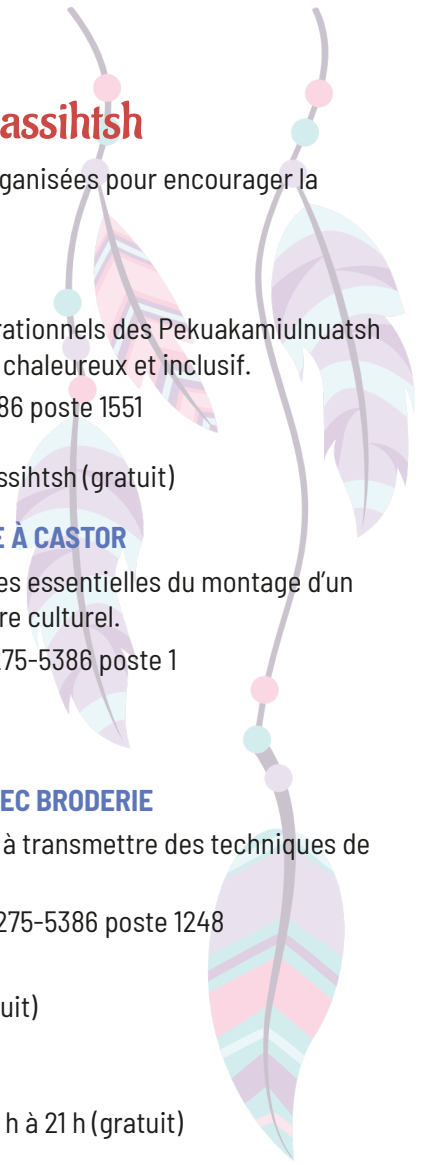 assihtsh
ganisées pour encourager la
rationnels des Pekuakamiulnuatsh
chaleureux et inclusif.
86 poste 1551
ssihtsh (gratuit)
E À CASTOR
es essentielles du montage d’un
re culturel.
275-5386 poste 1
EC BRODERIE
à transmettre des techniques de
275-5386 poste 1248
uit)
h à 21 h (gratuit)